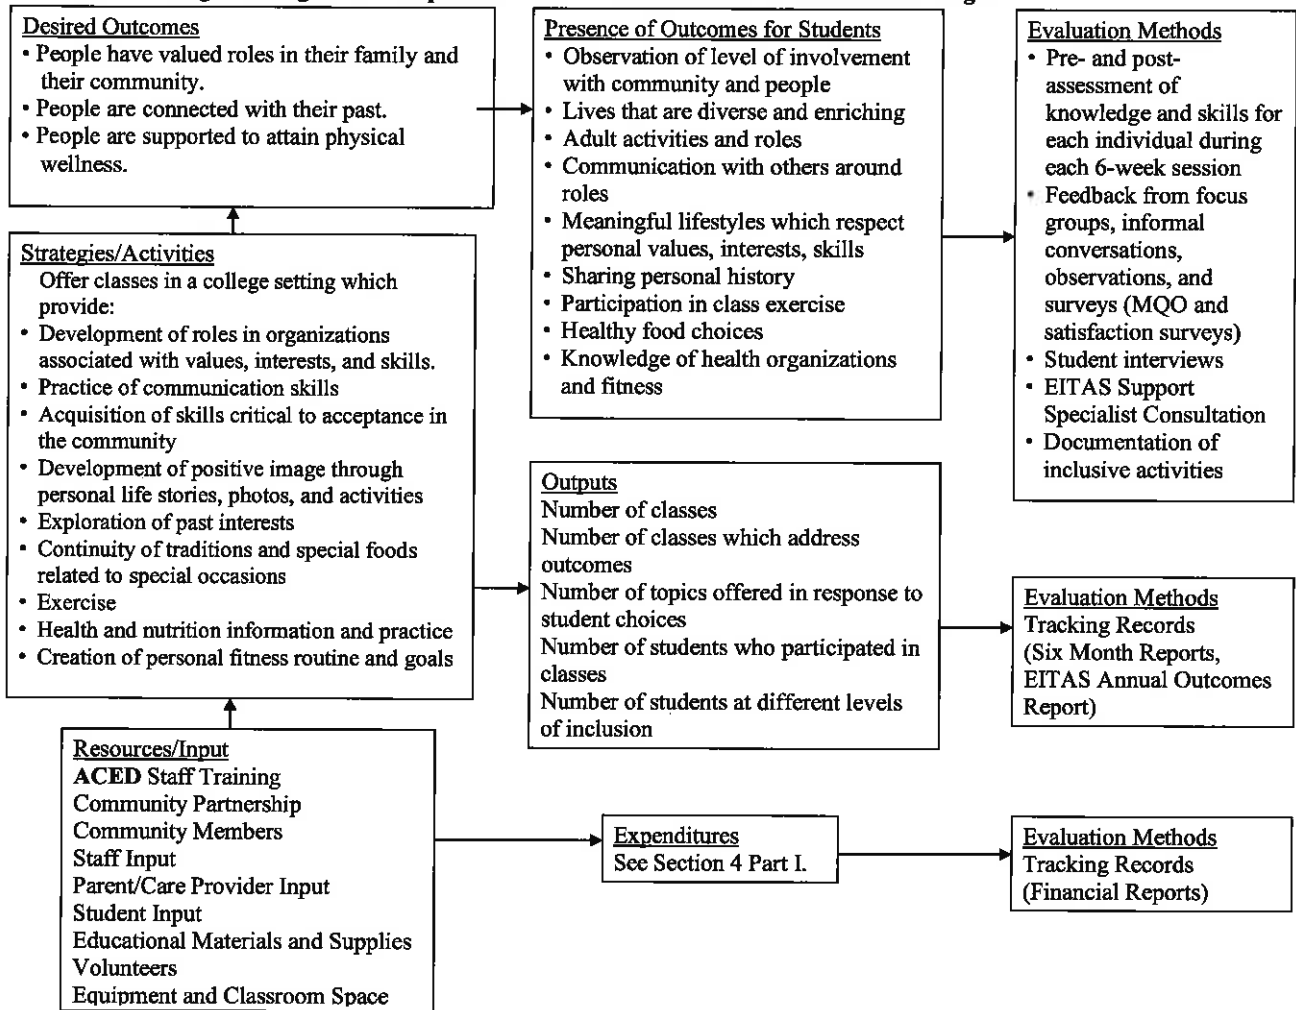 Desired Outcomes
• People have valued roles in their family and
their community.
• People are connected with their past.
• People are supported to attain physical
wellness.
Presence of Outcomes for Students
• Observation of level of involvement
with community and people
• Lives that are diverse and enriching
• Adult activities and roles
• Communication with others around
roles
• Meaningful lifestyles which respect
personal values, interests, skills
• Sharing personal history
• Participation in class exercise
• Healthy food choices
• Knowledge of health organizations
and fitness
Evaluation Methods
• Pre- and post-
assessment of
knowledge and skills for
each individual during
each 6-week session
• Feedback from focus
groups, informal
conversations,
observations, and
surveys (MQO and
satisfaction surveys)
• Student interviews
• EITAS Support
Specialist Consultation
• Documentation of
inclusive activities
Strategies/Activities
Offer classes in a college setting which
provide:
• Development of roles in organizations
associated with values, interests, and skills.
• Practice of communication skills
• Acquisition of skills critical to acceptance in
the community
• Development of positive image through
personal life stories, photos, and activities
• Exploration of past interests
• Continuity of traditions and special foods
related to special occasions
• Exercise
• Health and nutrition information and practice
• Creation of personal fitness routine and goals
Outputs
Number of classes
Number of classes which address
outcomes
Number of topics offered in response to
student choices
Number of students who participated in
classes
Number of students at different levels
of inclusion
Evaluation Methods
Tracking Records
(Six Month Reports,
EITAS Annual Outcomes
Report)
Resources/Input
ACED Staff Training
Community Partnership
Community Members
Staff Input
Parent/Care Provider Input
Student Input
Educational Materials and Supplies
Volunteers
Equipment and Classroom Space
Expenditures
See Section 4 Part I.
Evaluation Methods
Tracking Records
(Financial Reports)